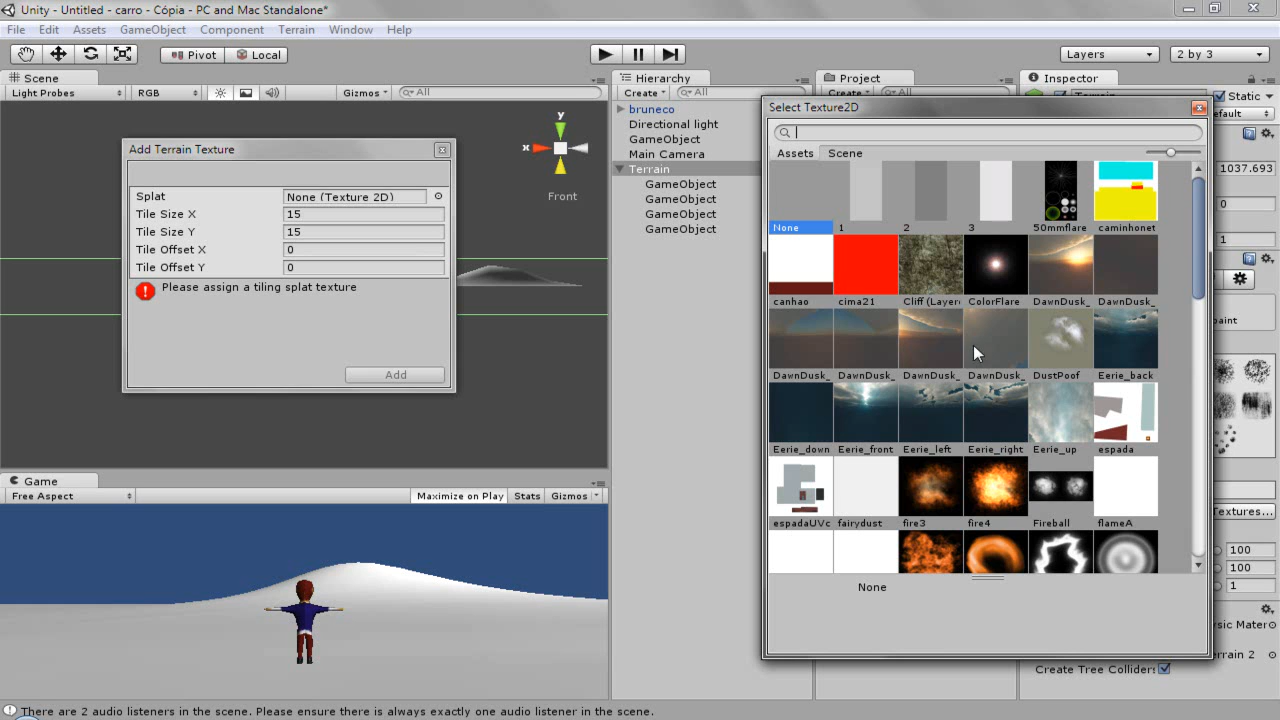 Unity - Untitled - carro - Cópia - PC and Mac Standalone*
File Edit Assets GameObject Component Terrain Window Help
Pivot Local Layers 2 by 3
Scene
Light Probes RGB Gizmos All
Hierarchy
Create All
bruneco
Directional light
GameObject
Main Camera
Terrain
GameObject
GameObject
GameObject
GameObject
Project
Create All
Inspector
Static
efault
1037.693
0
1
aint
Textures...
100
100
1
sic Mater
rrain 2
Create Tree Colliders
y
x
Front
Add Terrain Texture
Splat None (Texture 2D)
Tile Size X 15
Tile Size Y 15
Tile Offset X 0
Tile Offset Y 0
Please assign a tiling splat texture
Add
Select Texture2D
Assets Scene
None 1 2 3 50mmflare caminhonet
canhao cima21 Cliff (Layer ColorFlare DawnDusk_ DawnDusk_
DawnDusk_ DawnDusk_ DawnDusk_ DawnDusk_ DustPoof Eerie_back
Eerie_down Eerie_front Eerie_left Eerie_right Eerie_up espada
espadaUVc fairydust fire3 fire4 Fireball flameA
None
Game
Free Aspect Maximize on Play Stats Gizmos
There are 2 audio listeners in the scene. Please ensure there is always exactly one audio listener in the scene.